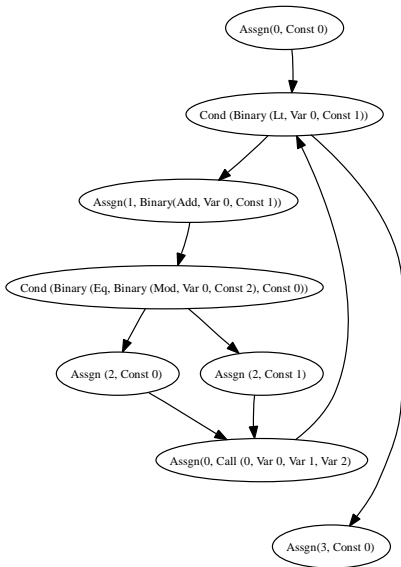 Assgn(0, Const 0)
Cond (Binary (Lt, Var 0, Const 1))
Assgn(1, Binary(Add, Var 0, Const 1))
Cond (Binary (Eq, Binary (Mod, Var 0, Const 2), Const 0))
Assgn (2, Const 0)
Assgn (2, Const 1)
Assgn(0, Call (0, Var 0, Var 1, Var 2)
Assgn(3, Const 0)